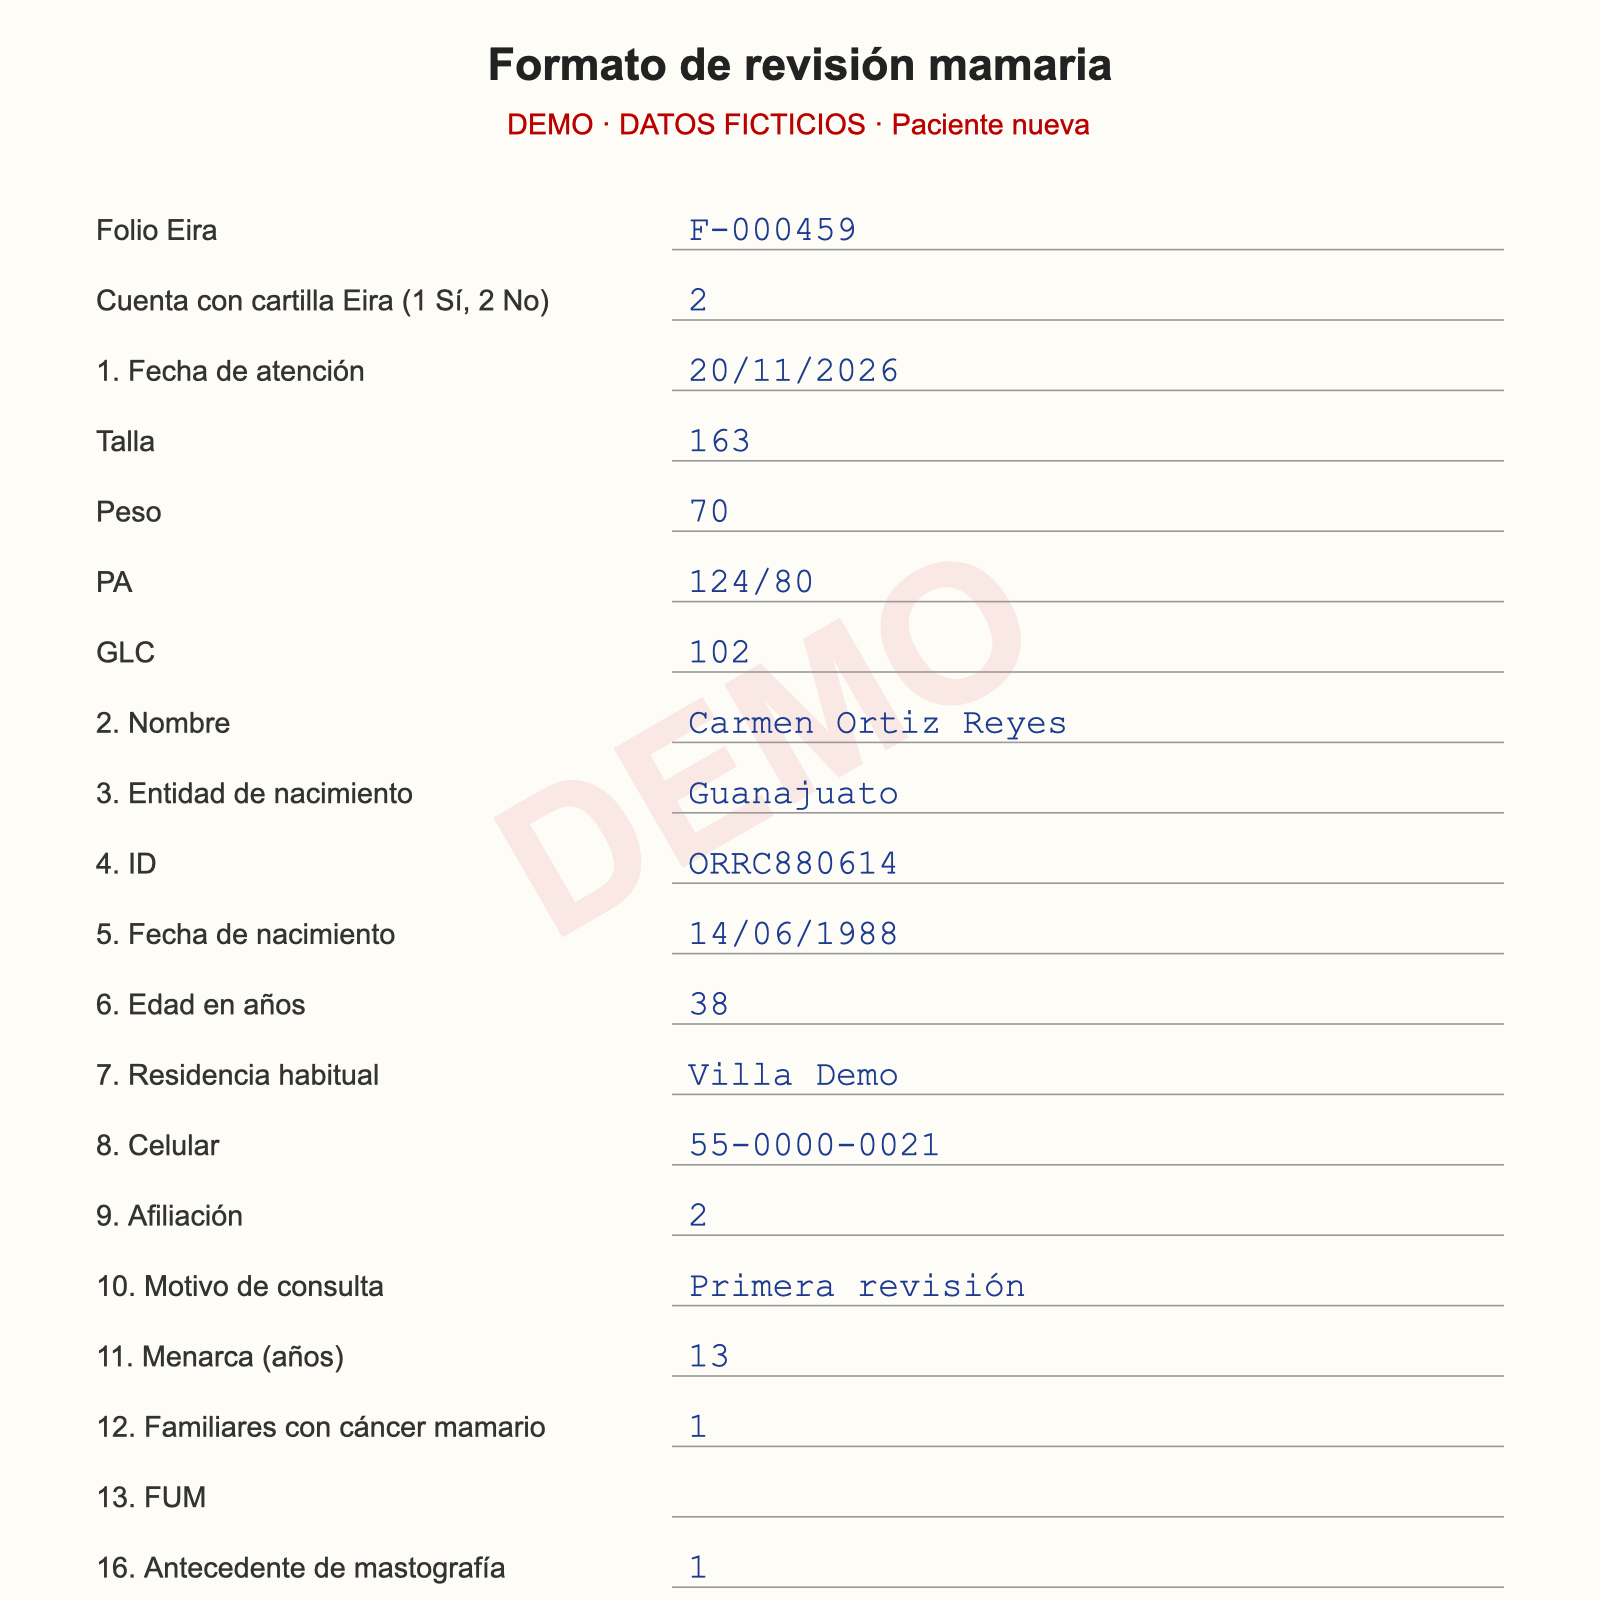 Formato de revisión mamaria
DEMO · DATOS FICTICIOS · Paciente nueva
Folio Eira F-000459
Cuenta con cartilla Eira (1 Sí, 2 No) 2
1. Fecha de atención 20/11/2026
Talla 163
Peso 70
PA 124/80
GLC 102
2. Nombre Carmen Ortiz Reyes
3. Entidad de nacimiento Guanajuato
4. ID ORRC880614
5. Fecha de nacimiento 14/06/1988
6. Edad en años 38
7. Residencia habitual Villa Demo
8. Celular 55-0000-0021
9. Afiliación 2
10. Motivo de consulta Primera revisión
11. Menarca (años) 13
12. Familiares con cáncer mamario 1
13. FUM
16. Antecedente de mastografía 1
DEMO